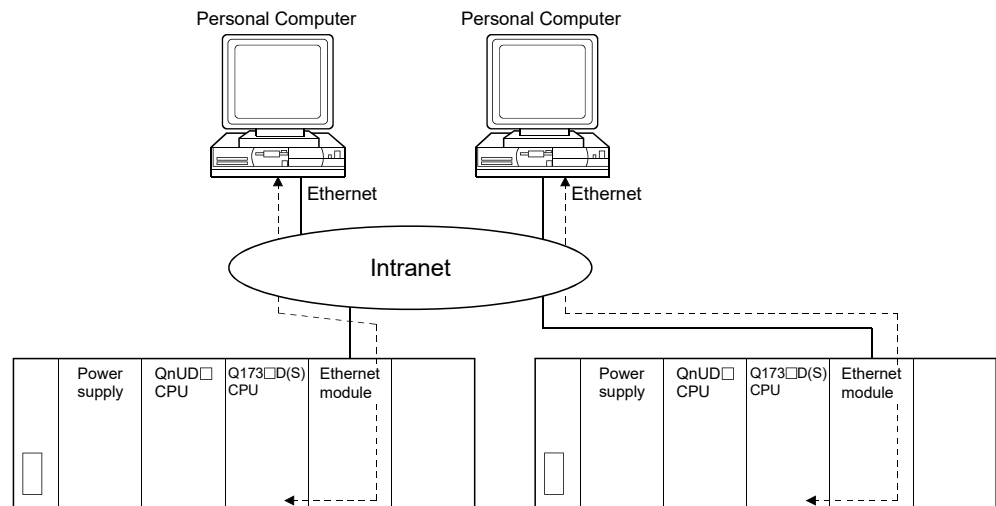 Personal Computer
Personal Computer
Ethernet
Ethernet
Intranet
Power
supply
QnUD□
CPU
Q173□D(S)
CPU
Ethernet
module
Power
supply
QnUD□
CPU
Q173□D(S)
CPU
Ethernet
module